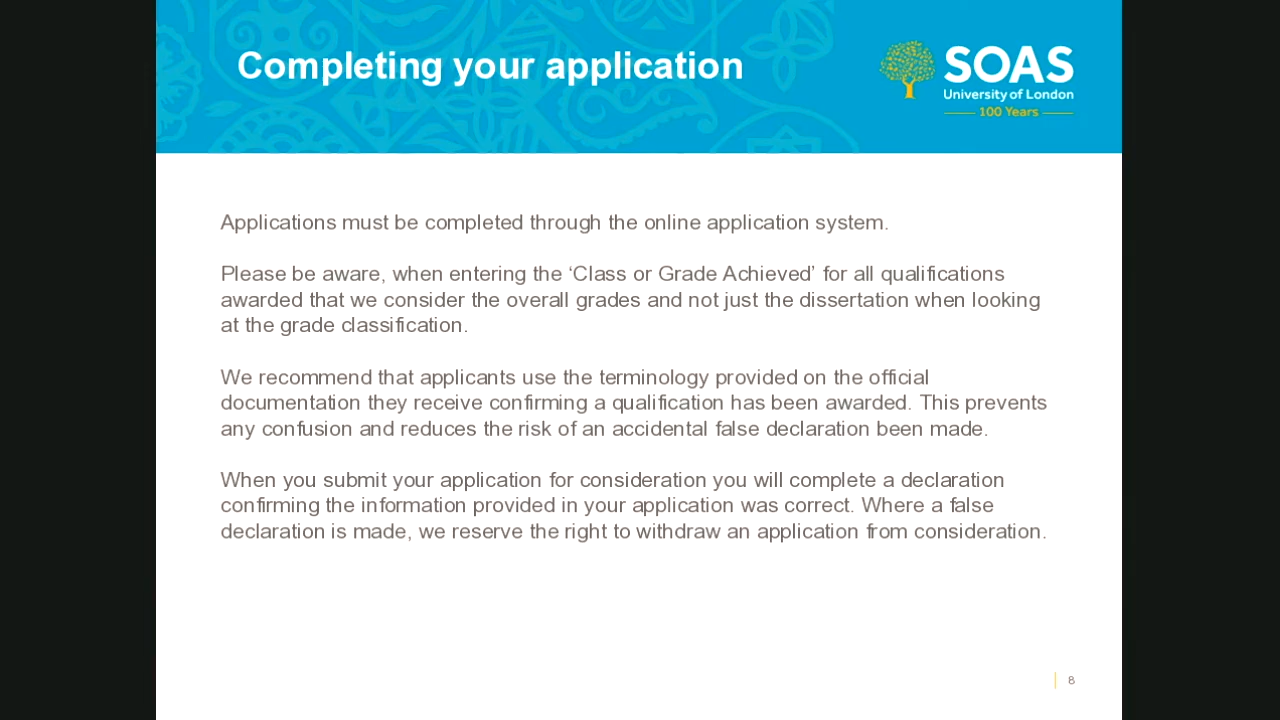 Completing your application
SOAS
University of London
100 Years
Applications must be completed through the online application system.
Please be aware, when entering the ‘Class or Grade Achieved’ for all qualifications
awarded that we consider the overall grades and not just the dissertation when looking
at the grade classification.
We recommend that applicants use the terminology provided on the official
documentation they receive confirming a qualification has been awarded. This prevents
any confusion and reduces the risk of an accidental false declaration been made.
When you submit your application for consideration you will complete a declaration
confirming the information provided in your application was correct. Where a false
declaration is made, we reserve the right to withdraw an application from consideration.
8